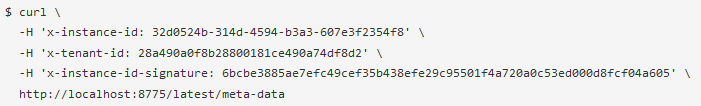 $ curl \
-H 'x-instance-id: 32d0524b-314d-4594-b3a3-607e3f2354f8' \
-H 'x-tenant-id: 28a490a0f8b28800181ce490a74df8d2' \
-H 'x-instance-id-signature: 6bcbe3885ae7efc49cef35b438efe29c95501f4a720a0c53ed000d8fcf04a605' \
http://localhost:8775/latest/meta-data